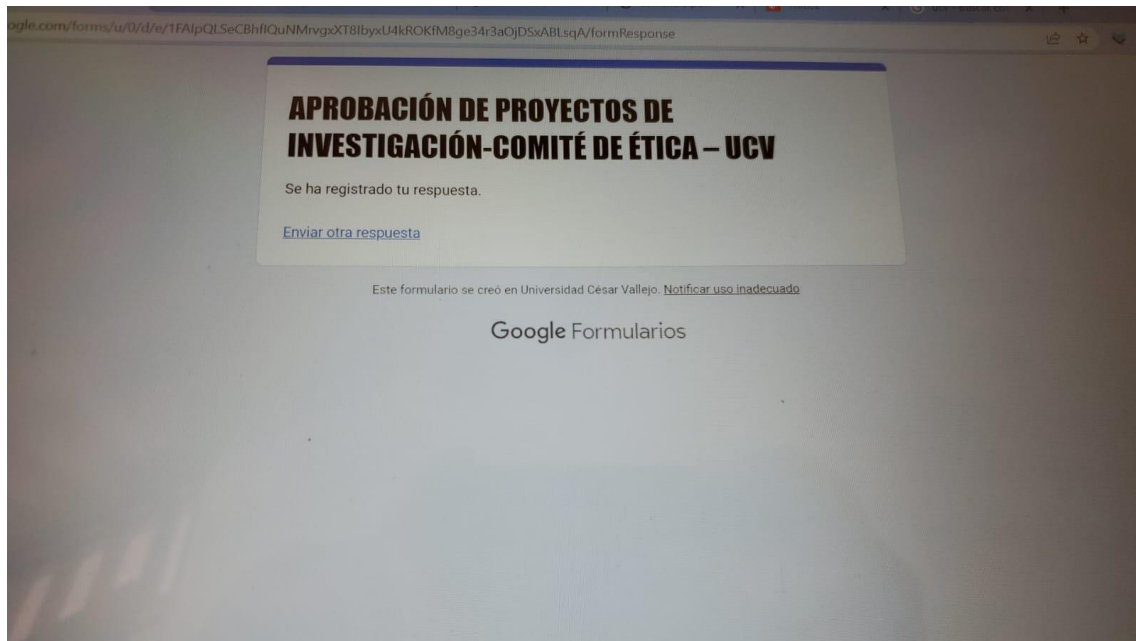 ogle.com/forms/u/0/d/e/1FAIpQLSeCBhfIQuNMrvgxXT8IbyxU4kROKfM8ge34r3aOjDSxABLsqA/formResponse
APROBACIÓN DE PROYECTOS DE
INVESTIGACIÓN-COMITÉ DE ÉTICA – UCV
Se ha registrado tu respuesta.
Enviar otra respuesta
Este formulario se creó en Universidad César Vallejo. Notificar uso inadecuado
Google Formularios